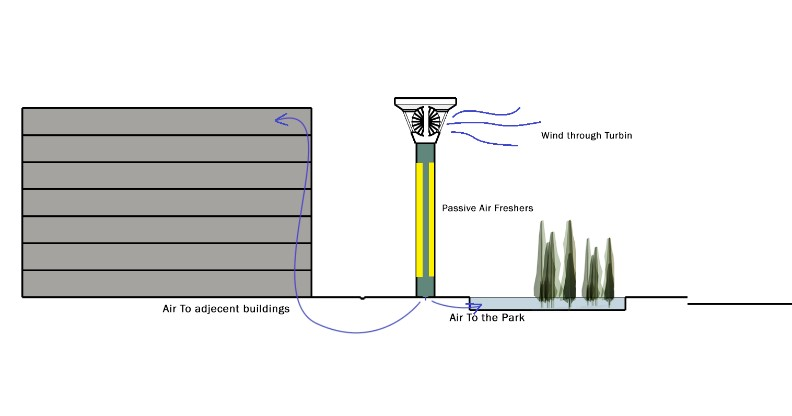 Wind through Turbin
Passive Air Freshers
Air To adjecent buildings
Air To the Park